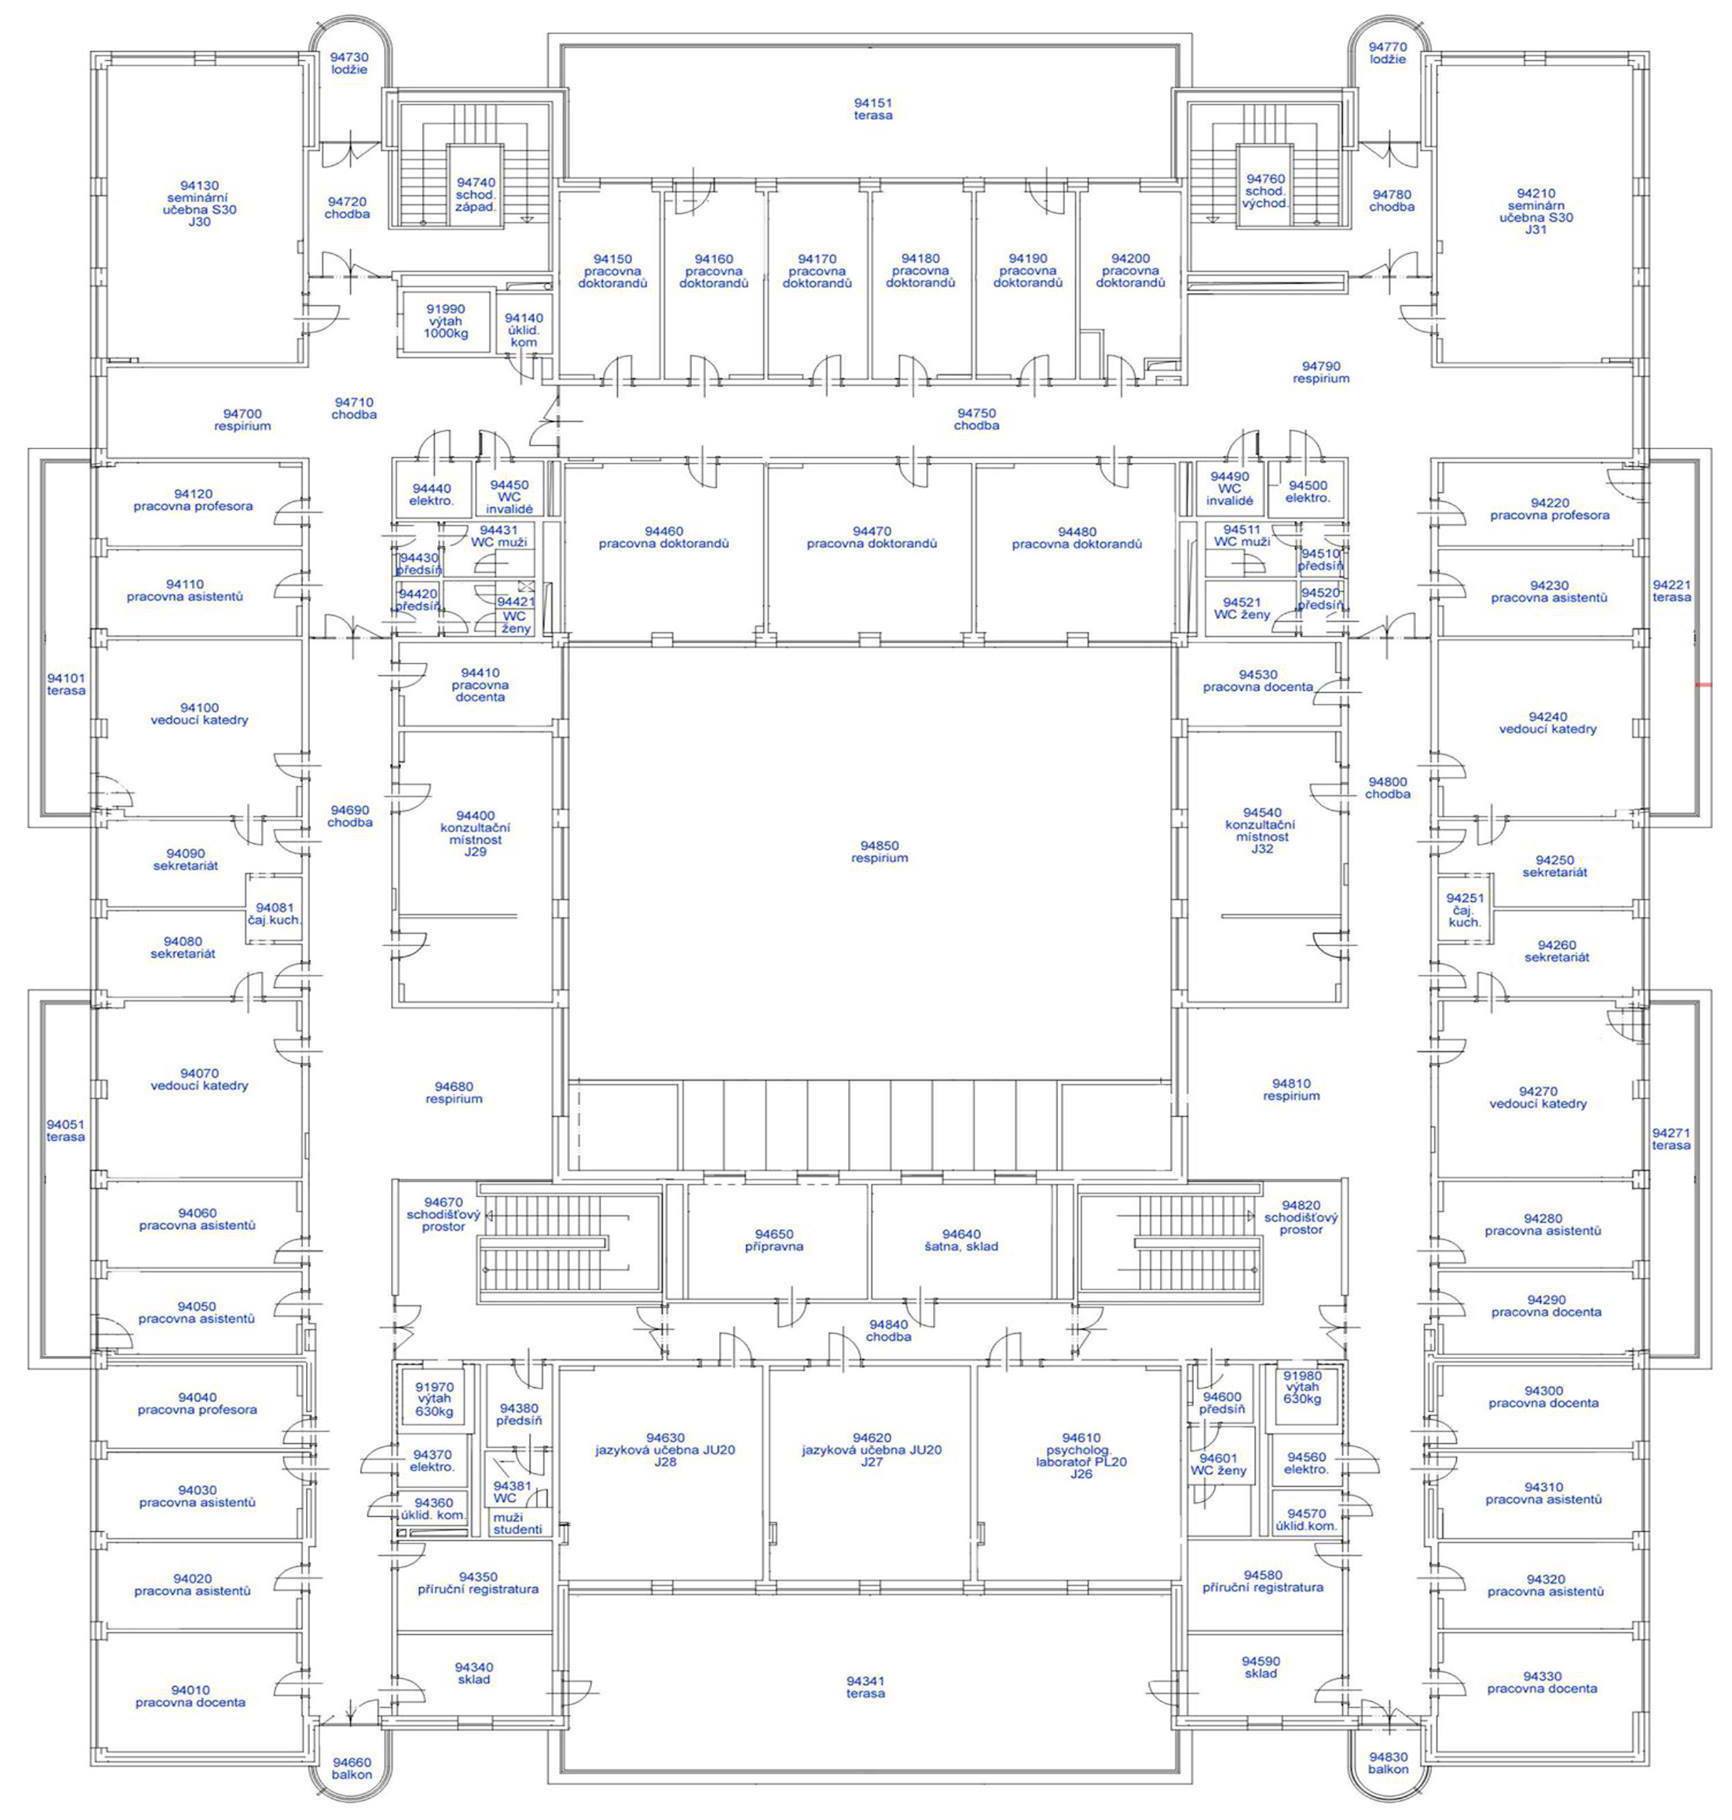 94730
lodžie
94770
lodžie
94151
terasa
94130
seminární
učebna S30
J30
94720
chodba
94740
schod.
západ.
94760
schod.
východ.
94780
chodba
94210
seminárn
učebna S30
J31
94150
pracovna
doktorandů
94160
pracovna
doktorandů
94170
pracovna
doktorandů
94180
pracovna
doktorandů
94190
pracovna
doktorandů
94200
pracovna
doktorandů
91990
výtah
1000kg
94140
úklid.
kom
94790
respirium
94700
respirium
94710
chodba
94750
chodba
94120
pracovna profesora
94440
elektro.
94450
WC
invalidé
94490
WC
invalidé
94500
elektro.
94220
pracovna profesora
94431
WC muži
94430
předsíň
94460
pracovna doktorandů
94470
pracovna doktorandů
94480
pracovna doktorandů
94511
WC muži
94510
předsíň
94110
pracovna asistentů
94420
předsíň
94421
WC
ženy
94521
WC ženy
94520
předsíň
94230
pracovna asistentů
94221
terasa
94101
terasa
94100
vedoucí katedry
94410
pracovna
docenta
94530
pracovna docenta
94240
vedoucí katedry
94690
chodba
94400
konzultační
místnost
J29
94850
respirium
94540
konzultační
místnost
J32
94800
chodba
94090
sekretariát
94081
čaj.kuch.
94080
sekretariát
94250
sekretariát
94251
čaj.
kuch.
94260
sekretariát
94051
terasa
94070
vedoucí katedry
94680
respirium
94810
respirium
94270
vedoucí katedry
94271
terasa
94060
pracovna asistentů
94670
schodišťový
prostor
94650
přípravna
94640
šatna, sklad
94820
schodišťový
prostor
94280
pracovna asistentů
94050
pracovna asistentů
94840
chodba
94290
pracovna docenta
94040
pracovna profesora
91970
výtah
630kg
94380
předsíň
94630
jazyková učebna JU20
J28
94620
jazyková učebna JU20
J27
94610
psycholog.
laboratoř PL20
J26
94600
předsíň
91980
výtah
630kg
94300
pracovna docenta
94370
elektro.
94381
WC
muži
studenti
94601
WC ženy
94560
elektro.
94030
pracovna asistentů
94360
úklid. kom.
94570
úklid.kom.
94310
pracovna asistentů
94020
pracovna asistentů
94350
příruční registratura
94580
příruční registratura
94320
pracovna asistentů
94010
pracovna docenta
94340
sklad
94341
terasa
94590
sklad
94330
pracovna docenta
94660
balkon
94830
balkon